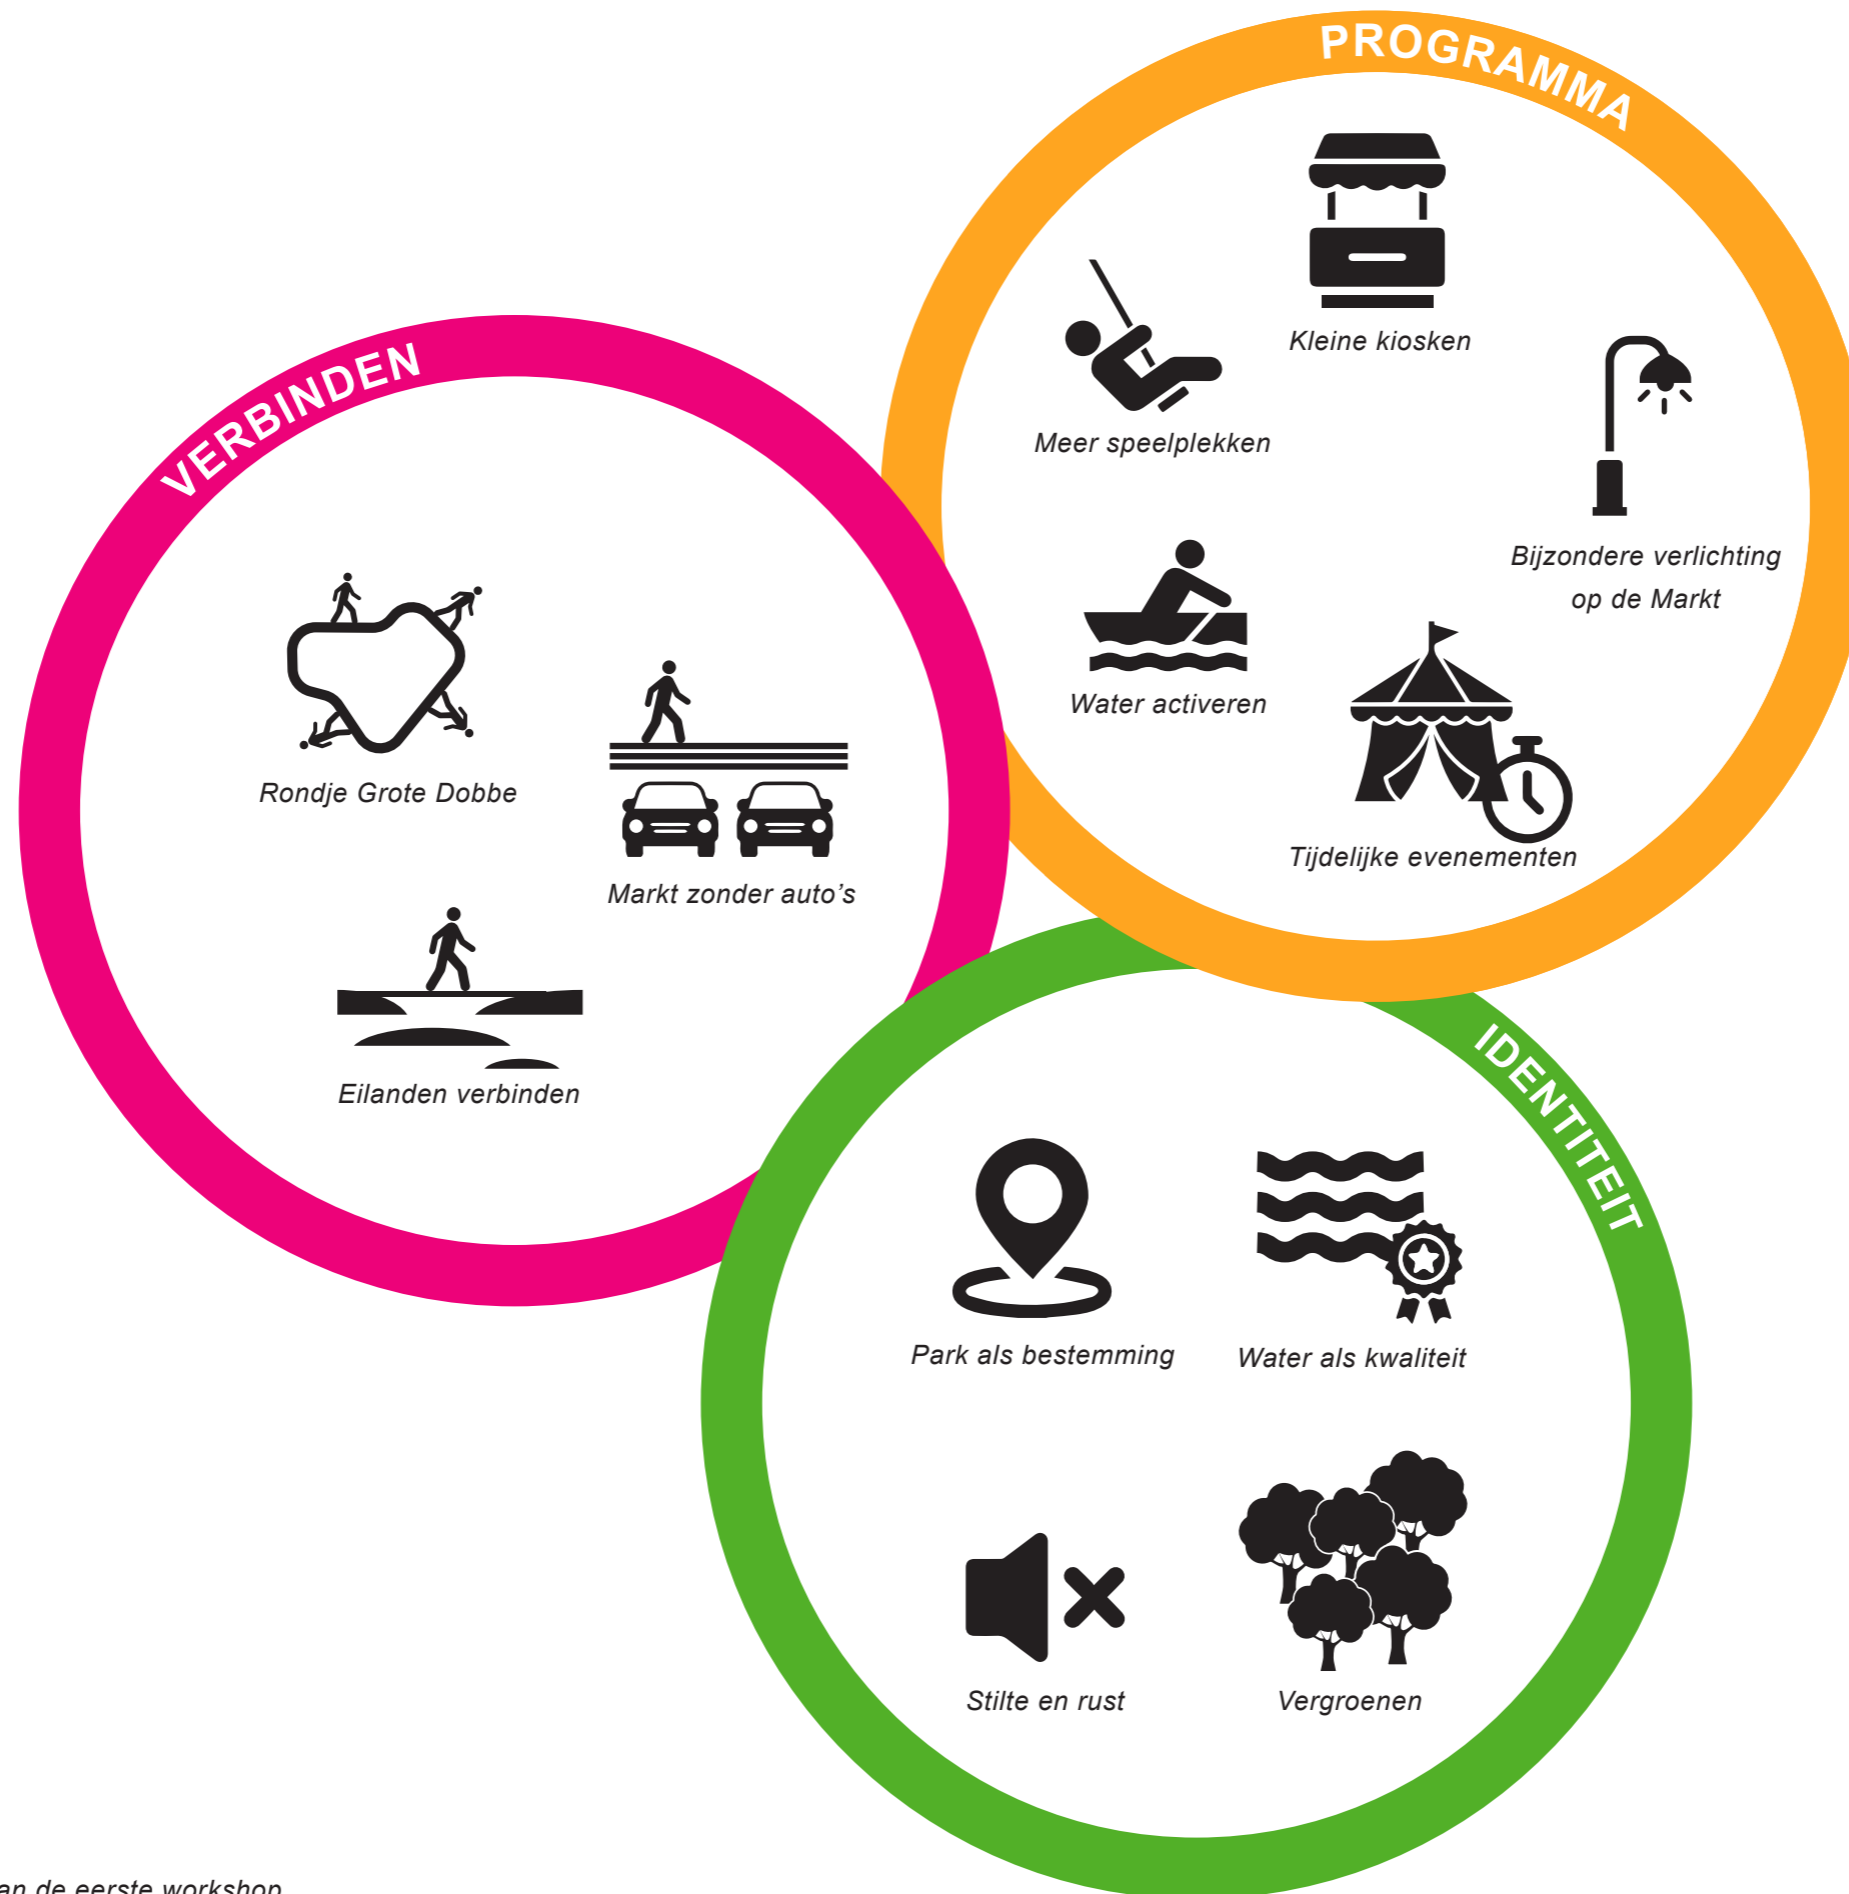 PROGRAMMA
Kleine kiosken
Meer speelplekken
Bijzondere verlichting
op de Markt
Water activeren
Tijdelijke evenementen
VERBINDEN
Rondje Grote Dobbe
Markt zonder auto’s
Eilanden verbinden
IDENTITEIT
Park als bestemming
Water als kwaliteit
Stilte en rust
Vergroenen
de eerste workshop